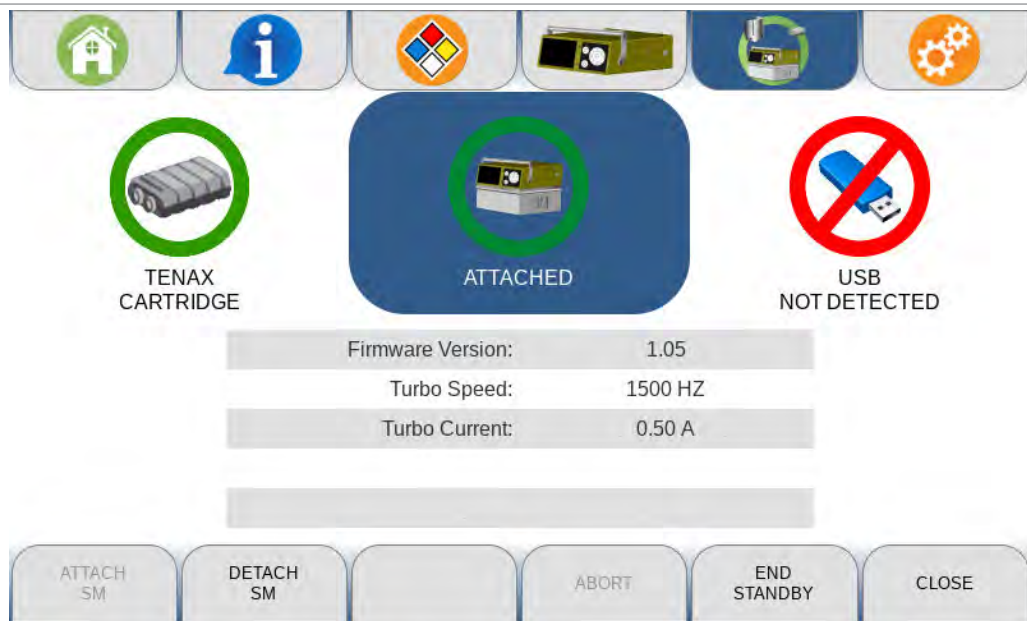 TENAX
CARTRIDGE
ATTACHED
USB
NOT DETECTED
Firmware Version: 1.05
Turbo Speed: 1500 HZ
Turbo Current: 0.50 A
ATTACH
SM
DETACH
SM
ABORT
END
STANDBY
CLOSE